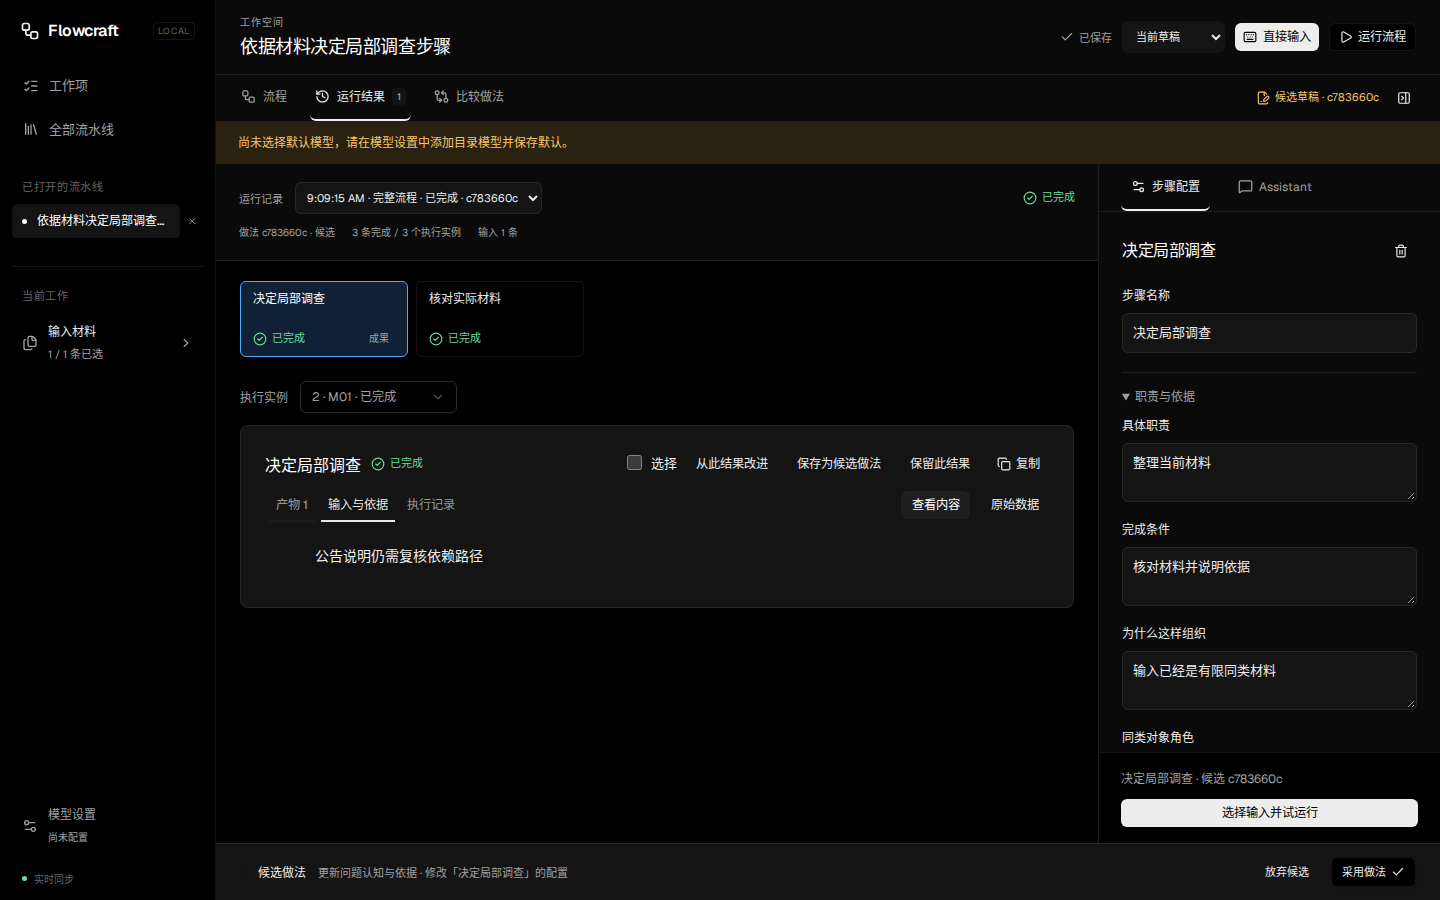 Flowcraft
LOCAL
工作项
全部流水线
已打开的流水线
依据材料决定局部调查...
当前工作
输入材料
1 / 1 条已选
模型设置
尚未配置
实时同步
工作空间
依据材料决定局部调查步骤
已保存
当前草稿
直接输入
运行流程
流程
运行结果 1
比较做法
候选草稿 · c783660c
尚未选择默认模型，请在模型设置中添加目录模型并保存默认。
运行记录
9:09:15 AM · 完整流程 · 已完成 · c783660c
已完成
做法 c783660c · 候选
3 条完成 / 3 个执行实例
输入 1 条
决定局部调查
已完成
成果
核对实际材料
已完成
执行实例
2 · M01 · 已完成
决定局部调查
已完成
选择
从此结果改进
保存为候选做法
保留此结果
复制
产物 1
输入与依据
执行记录
查看内容
原始数据
公告说明仍需复核依赖路径
步骤配置
Assistant
决定局部调查
步骤名称
决定局部调查
职责与依据
具体职责
整理当前材料
完成条件
核对材料并说明依据
为什么这样组织
输入已经是有限同类材料
同类对象角色
决定局部调查 · 候选 c783660c
选择输入并试运行
候选做法
更新问题认知与依据 · 修改「决定局部调查」的配置
放弃候选
采用做法